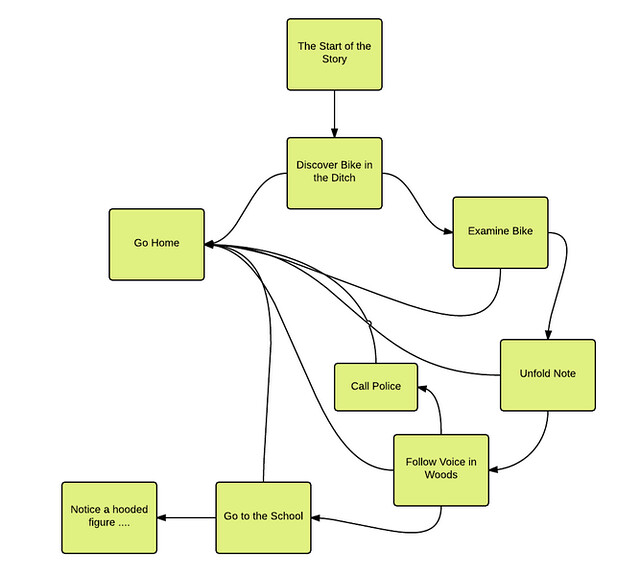 The Start of the
Story
Discover Bike in
the Ditch
Examine Bike
Go Home
Unfold Note
Call Police
Follow Voice in
Woods
Notice a hooded
figure ....
Go to the School